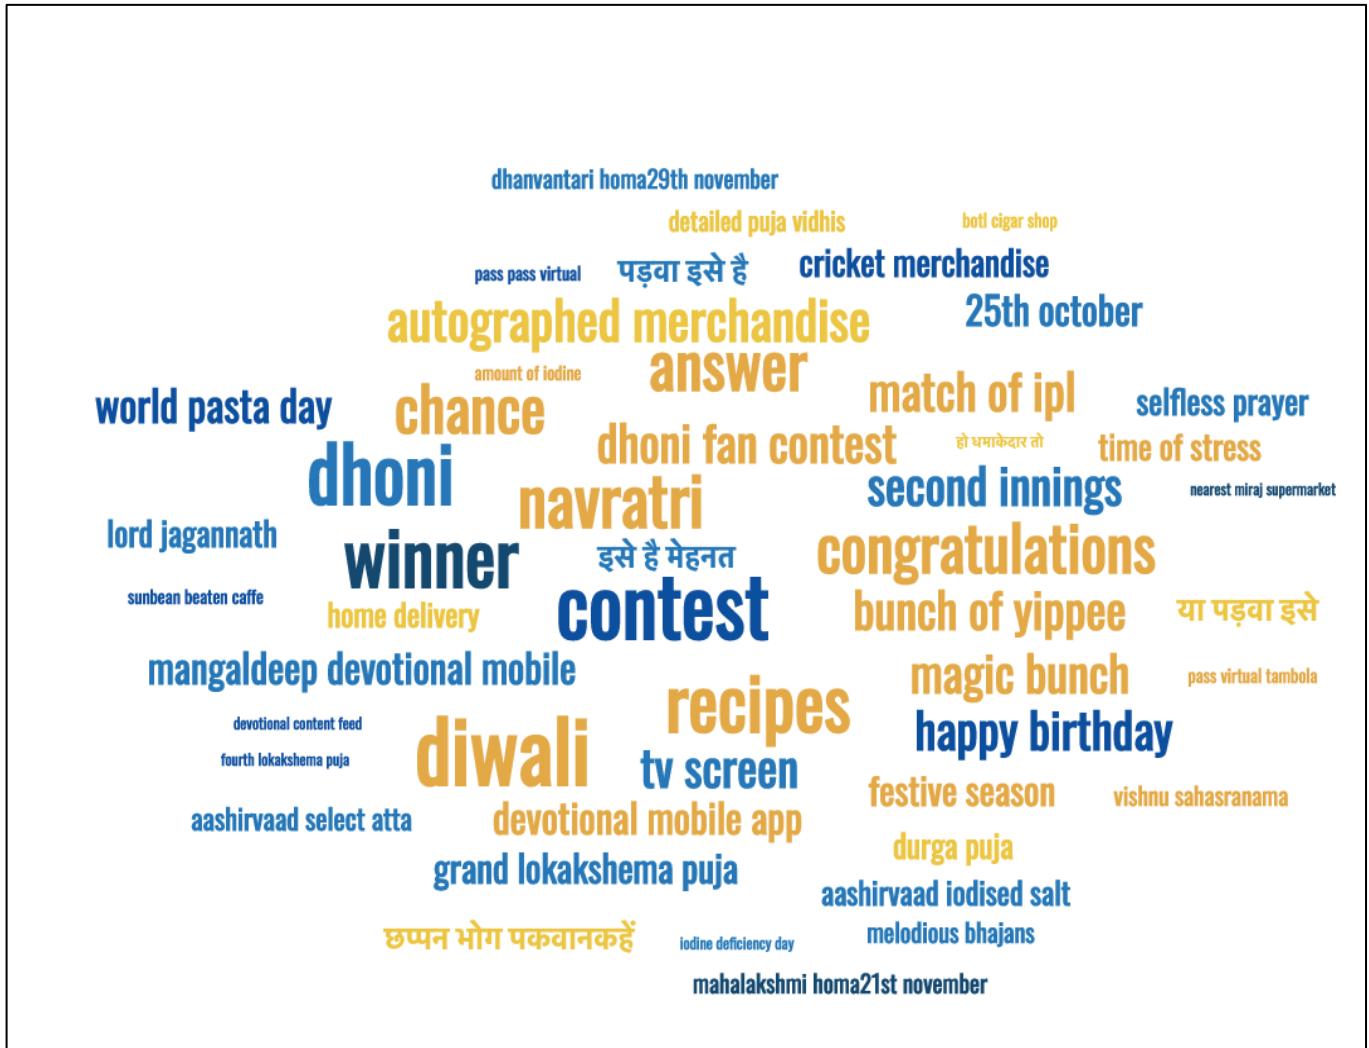 dhanvantari homa29th november
detailed puja vidhis
botl cigar shop
pass pass virtual
पड़वा इसे है
cricket merchandise
autographed merchandise
25th october
amount of iodine
answer
world pasta day
chance
match of ipl
selfless prayer
dhoni fan contest
हो धमाकेदार तो
time of stress
dhoni
navratri
second innings
nearest miraj supermarket
lord jagannath
winner
इसे है मेहनत
congratulations
sunbean beaten caffe
home delivery
contest
bunch of yippee
या पड़वा इसे
mangaldeep devotional mobile
magic bunch
pass virtual tambola
devotional content feed
recipes
happy birthday
fourth lokakshema puja
diwali
tv screen
festive season
vishnu sahasranama
aashirvaad select atta
devotional mobile app
durga puja
grand lokakshema puja
aashirvaad iodised salt
छप्पन भोग पकवानकहें
iodine deficiency day
melodious bhajans
mahalakshmi homa21st november